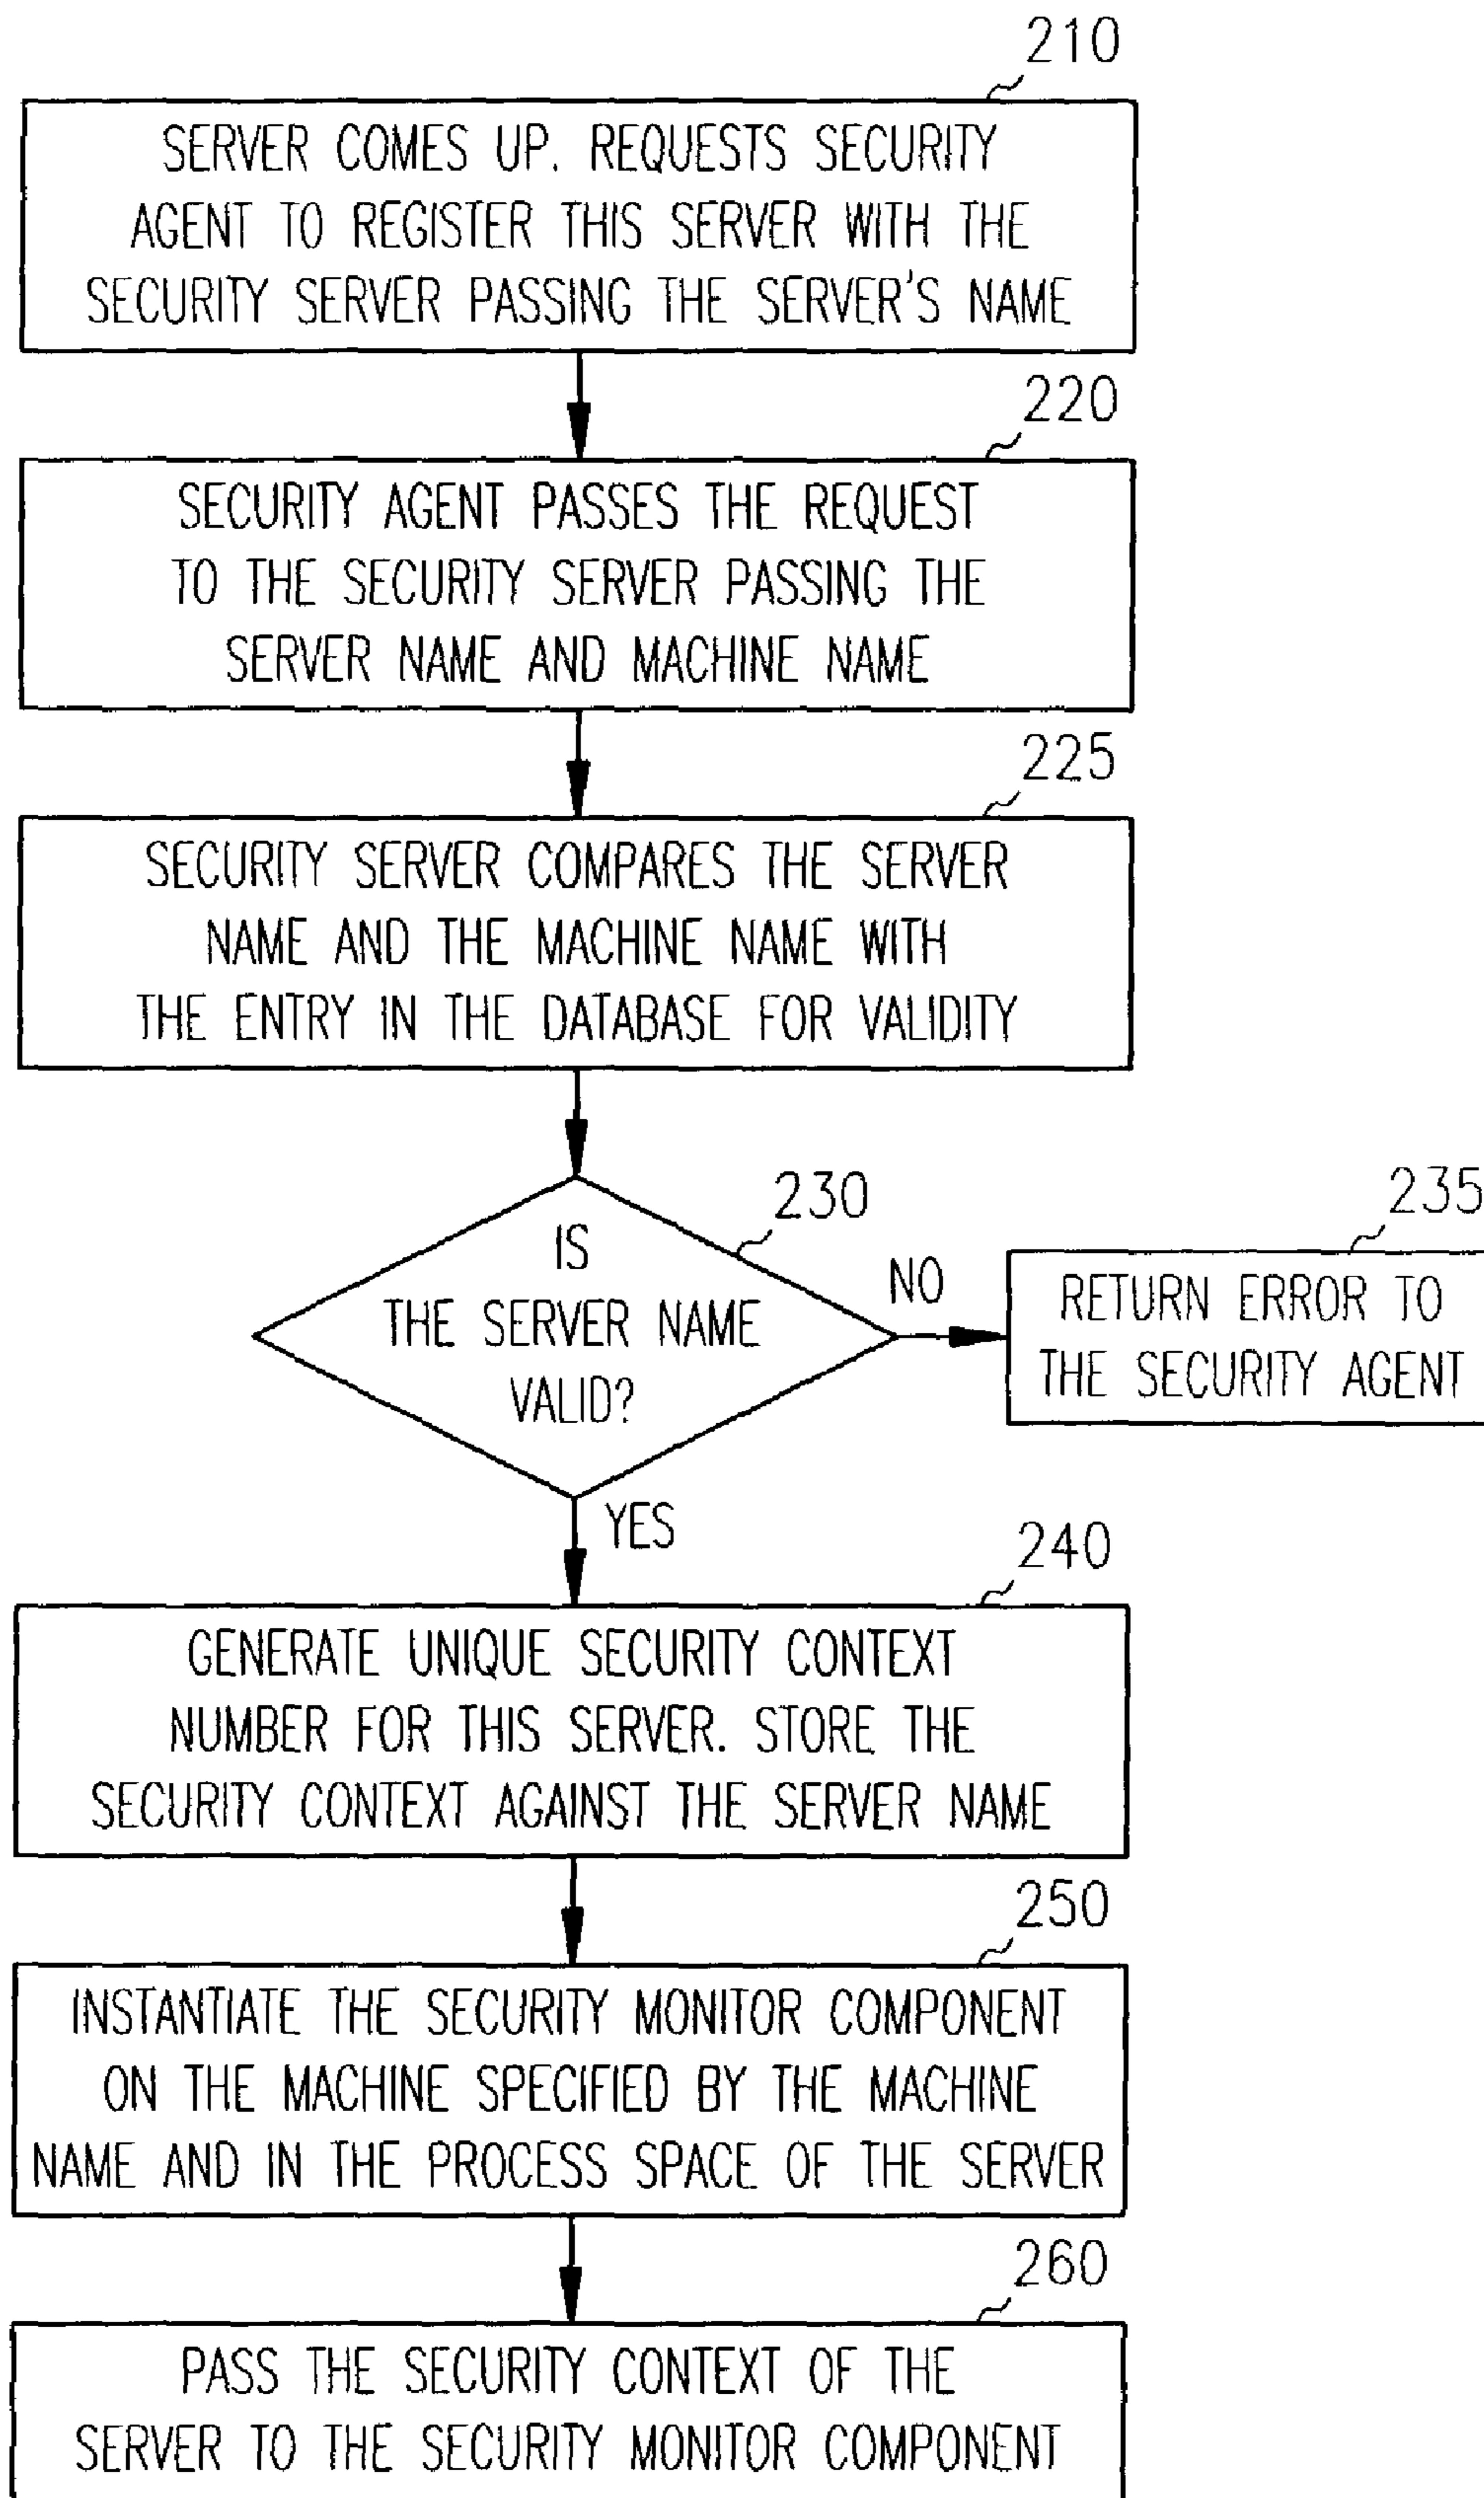 210
SERVER COMES UP. REQUESTS SECURITY
AGENT TO REGISTER THIS SERVER WITH THE
SECURITY SERVER PASSING THE SERVER'S NAME
220
SECURITY AGENT PASSES THE REQUEST
TO THE SECURITY SERVER PASSING THE
SERVER NAME AND MACHINE NAME
225
SECURITY SERVER COMPARES THE SERVER
NAME AND THE MACHINE NAME WITH
THE ENTRY IN THE DATABASE FOR VALIDITY
230
IS
THE SERVER NAME
VALID?
NO
235
RETURN ERROR TO
THE SECURITY AGENT
YES
240
GENERATE UNIQUE SECURITY CONTEXT
NUMBER FOR THIS SERVER. STORE THE
SECURITY CONTEXT AGAINST THE SERVER NAME
250
INSTANTIATE THE SECURITY MONITOR COMPONENT
ON THE MACHINE SPECIFIED BY THE MACHINE
NAME AND IN THE PROCESS SPACE OF THE SERVER
260
PASS THE SECURITY CONTEXT OF THE
SERVER TO THE SECURITY MONITOR COMPONENT